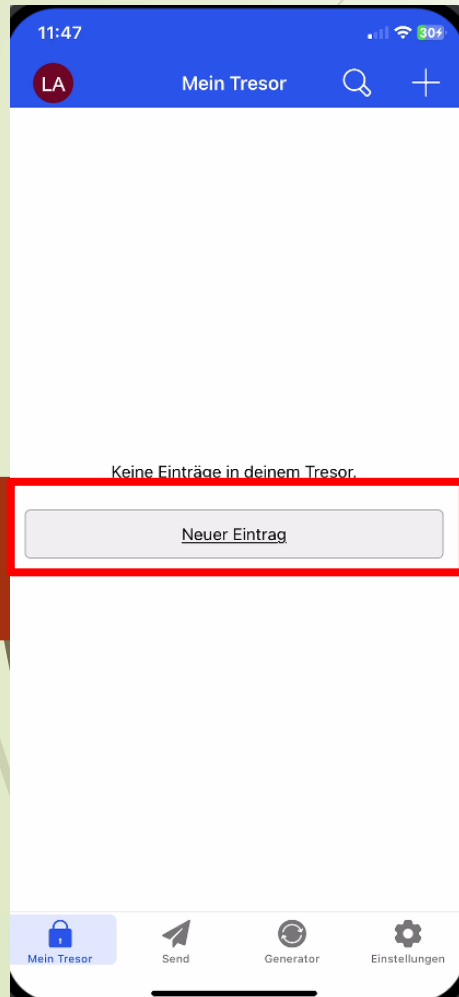 11:47
30
LA
Mein Tresor
Keine Einträge in deinem Tresor.
Neuer Eintrag
Mein Tresor
Send
Generator
Einstellungen